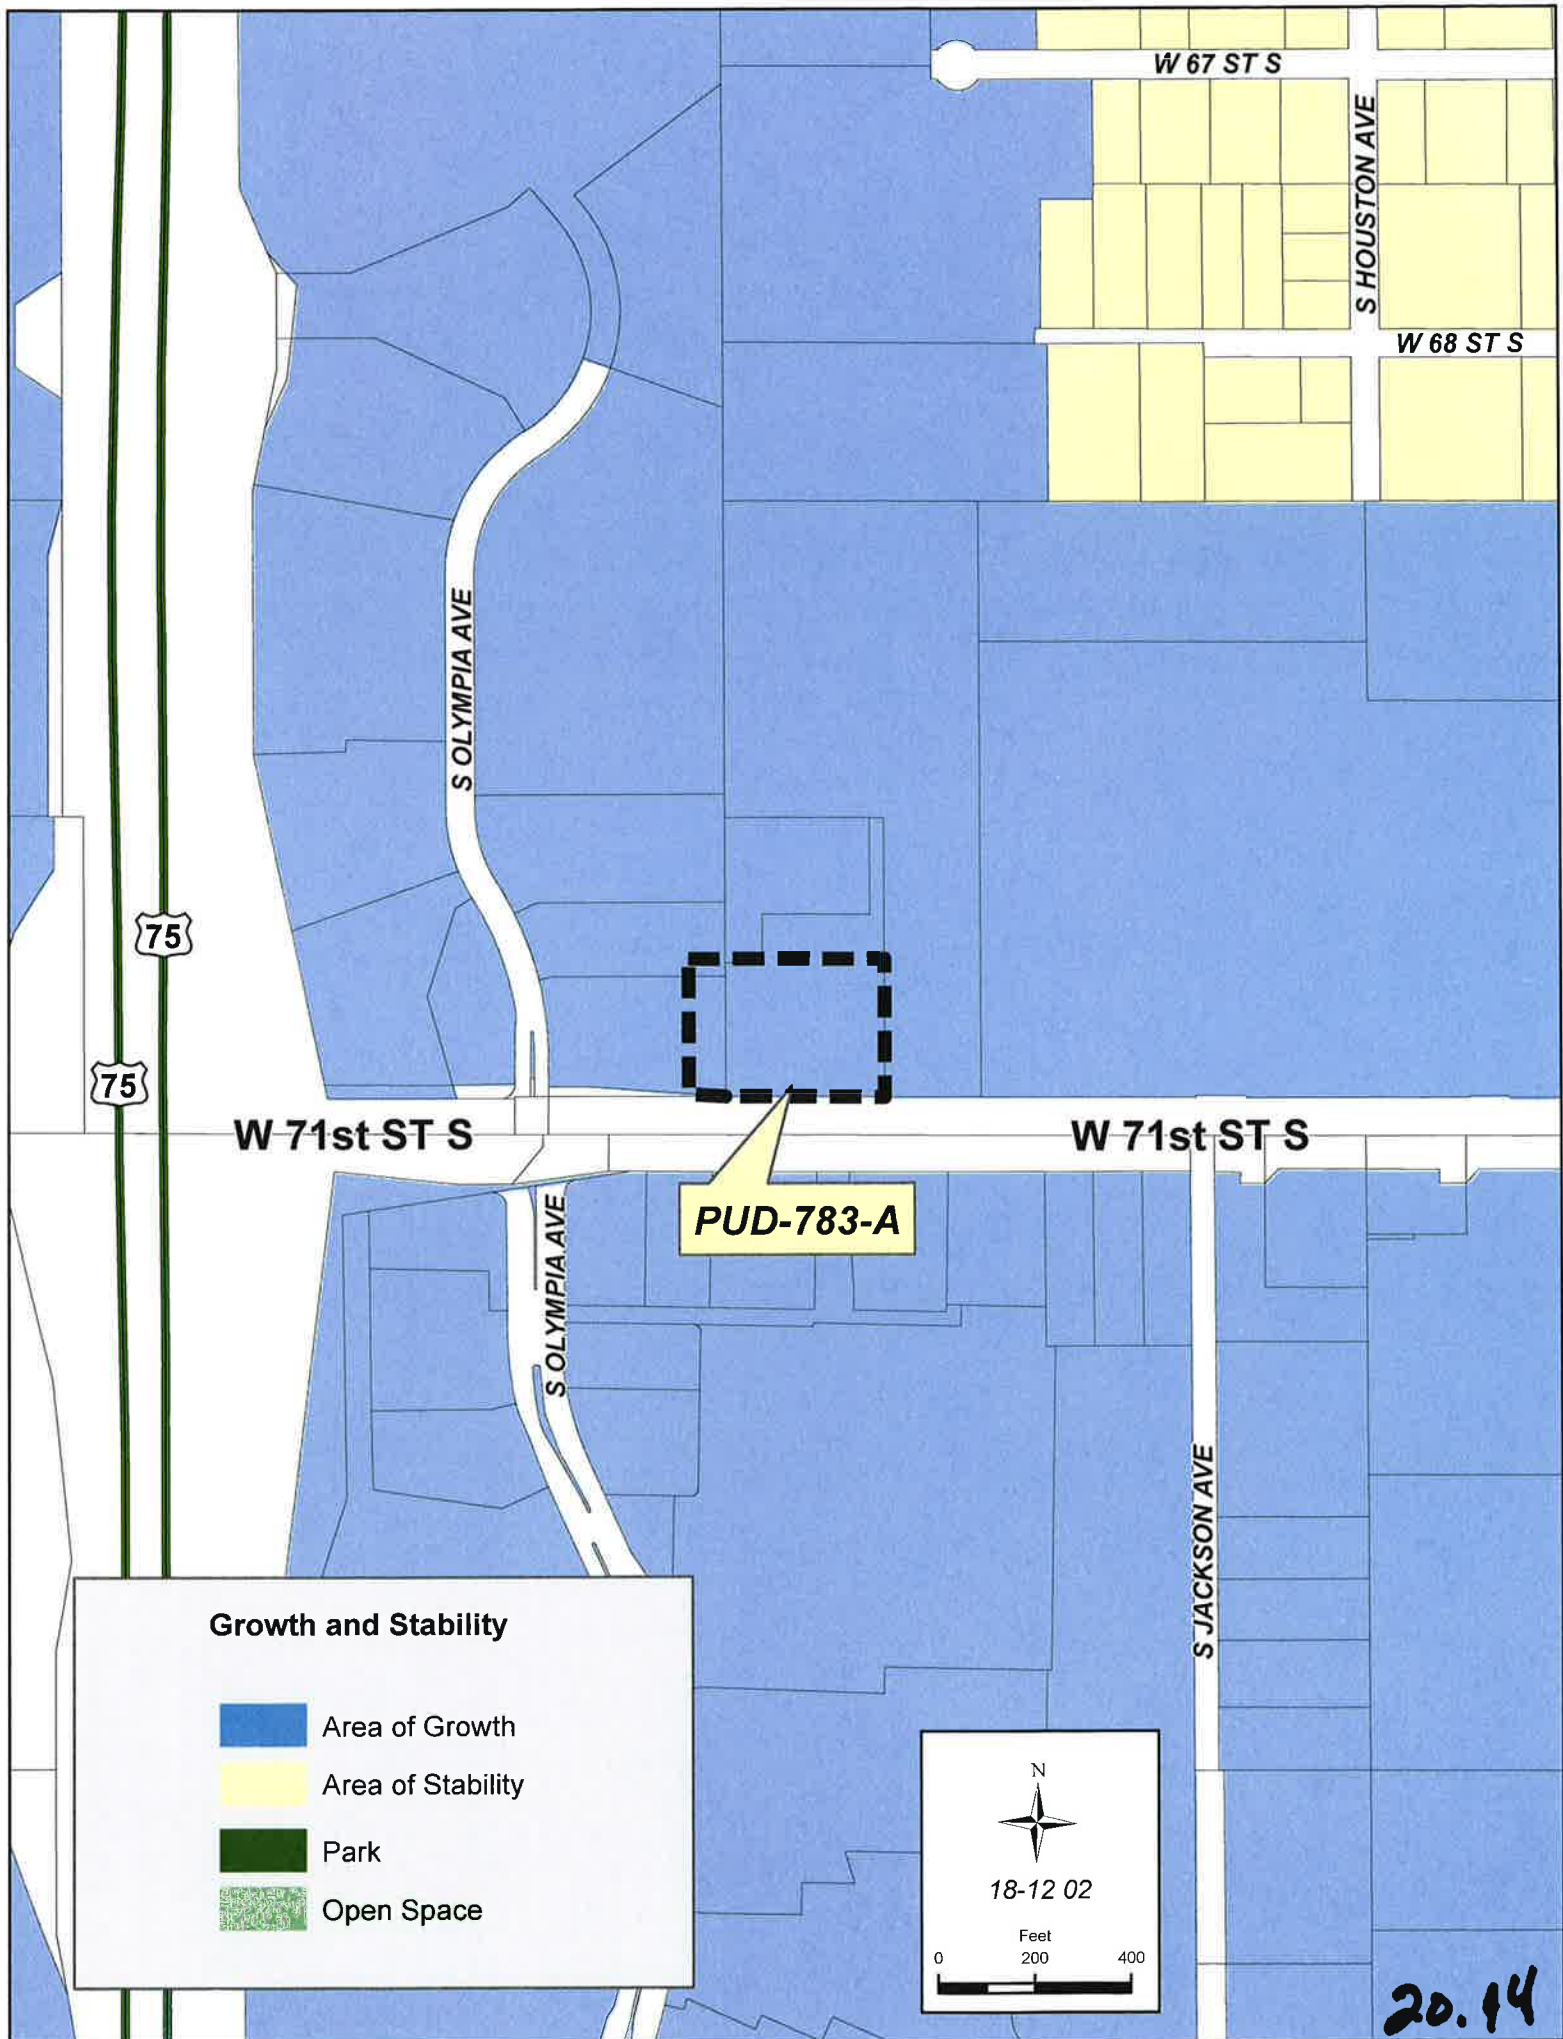 W 67 ST S
S HOUSTON AVE
W 68 ST S
S OLYMPIA AVE
75
75
W 71st ST S
W 71st ST S
PUD-783-A
S OLYMPIA AVE
S JACKSON AVE
Growth and Stability
Area of Growth
Area of Stability
Park
Open Space
N
18-12 02
Feet
0 200 400
20.14